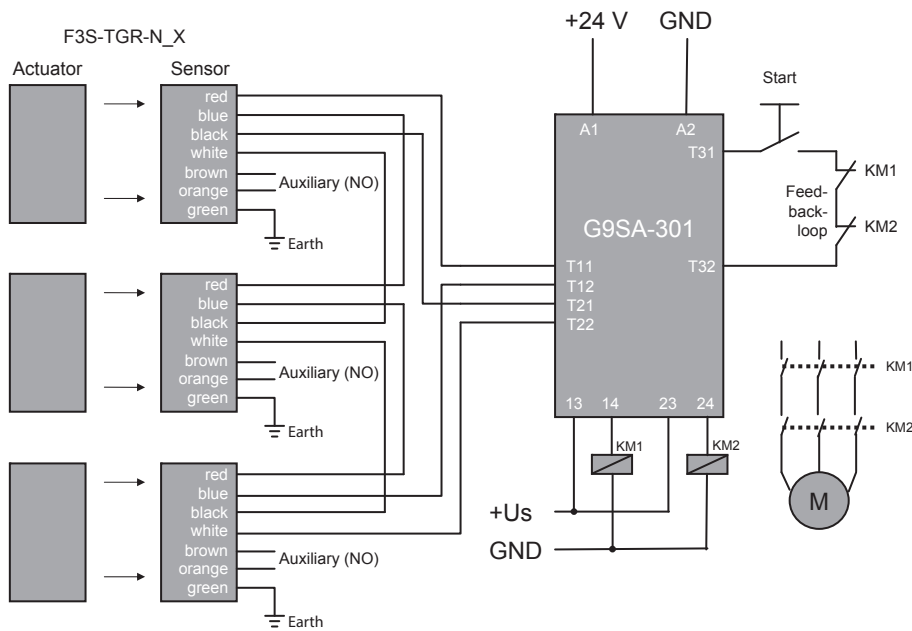 F3S-TGR-N_X
Actuator
Sensor
red
blue
black
white
brown
orange
green
Auxiliary (NO)
Earth
red
blue
black
white
brown
orange
green
Auxiliary (NO)
Earth
red
blue
black
white
brown
orange
green
Auxiliary (NO)
Earth
+24 V
GND
A1
A2
T31
G9SA-301
T11
T12
T21
T22
T32
13
14
23
24
Start
KM1
Feed-
back-
loop
KM2
KM1
KM2
+Us
GND
KM1
KM2
M